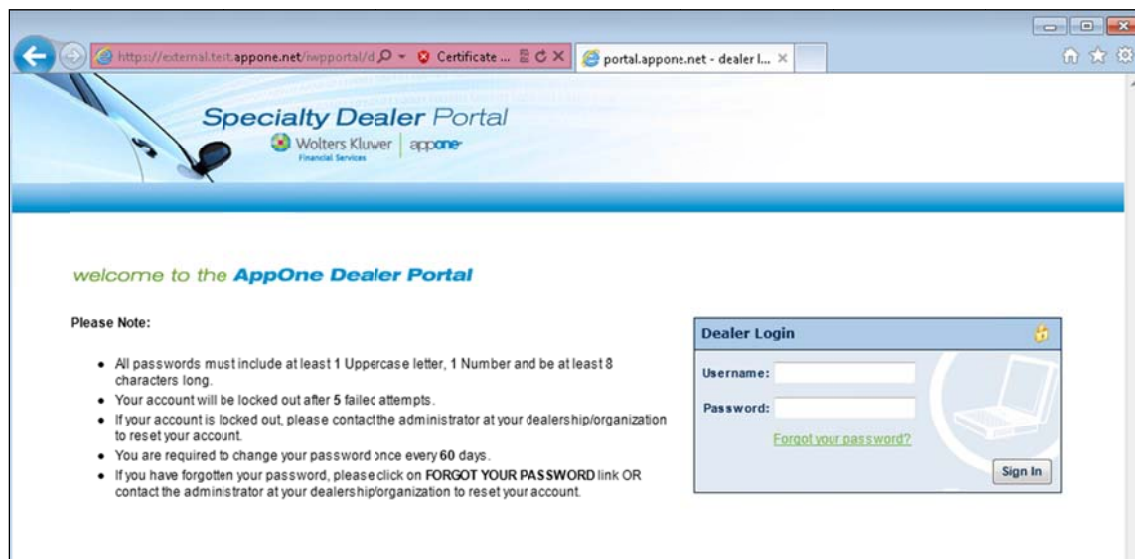 https://external.test.appone.net/iwpportal/d
Certificate ...
portal.appone.net - dealer l...
Specialty Dealer Portal
Wolters Kluwer
Financial Services
appone
welcome to the AppOne Dealer Portal
Please Note:
• All passwords must include at least 1 Uppercase letter, 1 Number and be at least 8
characters long.
• Your account will be locked out after 5 failed attempts.
• If your account is locked out, please contact the administrator at your dealership/organization
to reset your account.
• You are required to change your password once every 60 days.
• If you have forgotten your password, please click on FORGOT YOUR PASSWORD link OR
contact the administrator at your dealership/organization to reset your account.
Dealer Login
Username:
Password:
Forgot your password?
Sign In